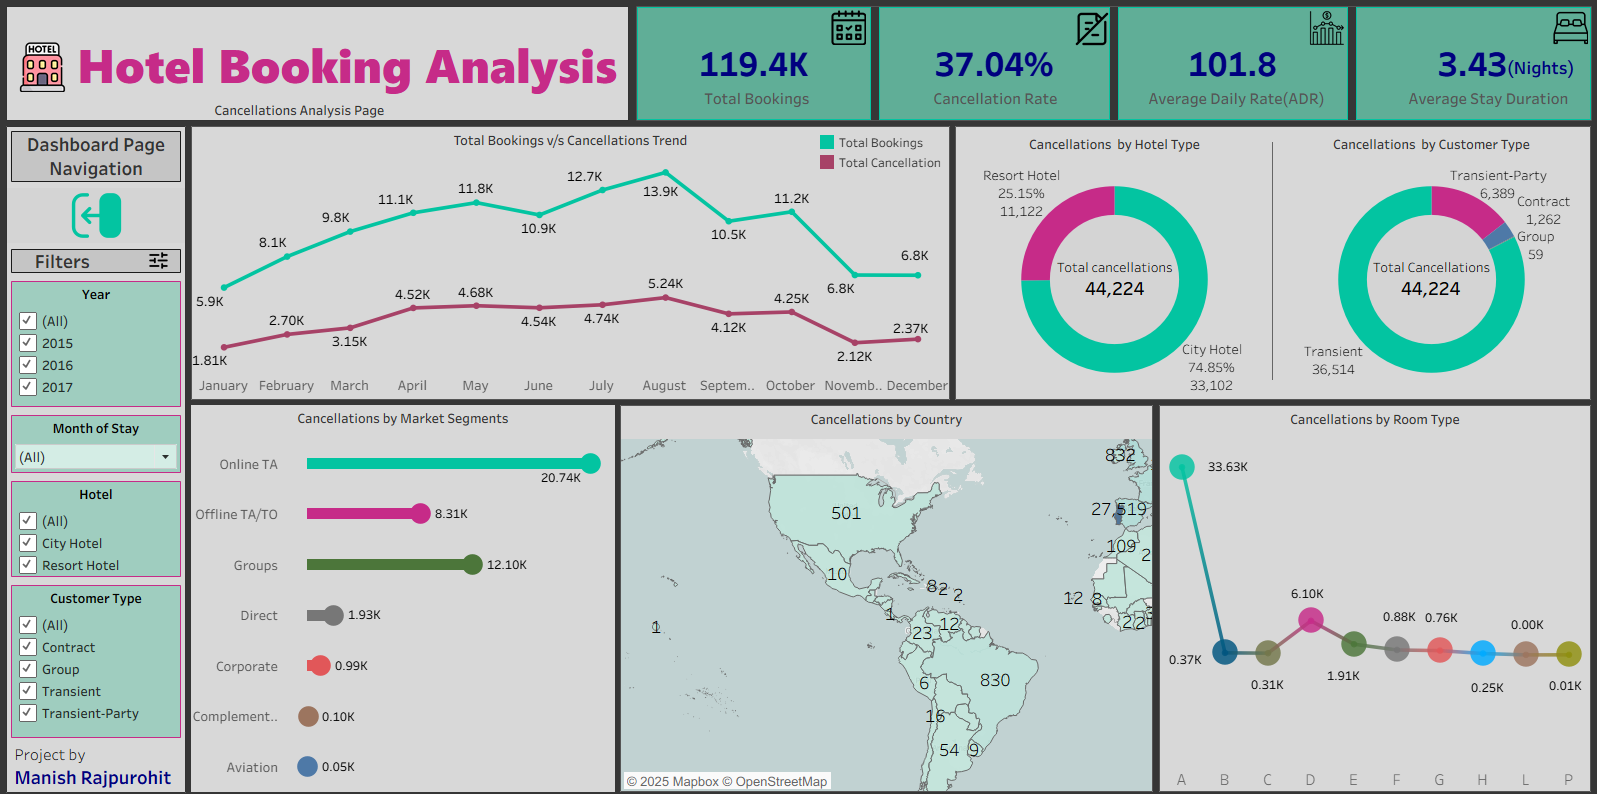 HOTEL
Hotel Booking Analysis
Cancellations Analysis Page
119.4K
Total Bookings
37.04%
Cancellation Rate
101.8
Average Daily Rate(ADR)
3.43(Nights)
Average Stay Duration
Dashboard Page
Navigation
Filters
Year
(All)
2015
2016
2017
Month of Stay
(All)
Hotel
(All)
City Hotel
Resort Hotel
Customer Type
(All)
Contract
Group
Transient
Transient-Party
Project by
Manish Rajpurohit
Total Bookings v/s Cancellations Trend
Total Bookings
Total Cancellation
5.9K
8.1K
9.8K
11.1K
11.8K
10.9K
12.7K
13.9K
10.5K
11.2K
6.8K
6.8K
1.81K
2.70K
3.15K
4.52K
4.68K
4.54K
4.74K
5.24K
4.12K
4.25K
2.12K
2.37K
January February March April May June July August Septem.. October Novemb.. December
Cancellations by Hotel Type
Resort Hotel
25.15%
11,122
Total cancellations
44,224
City Hotel
74.85%
33,102
Cancellations by Customer Type
Transient-Party
6,389
Contract
1,262
Group
59
Total Cancellations
44,224
Transient
36,514
Cancellations by Market Segments
Online TA
20.74K
Offline TA/TO
8.31K
Groups
12.10K
Direct
1.93K
Corporate
0.99K
Complement..
0.10K
Aviation
0.05K
Cancellations by Country
832
501
27,519
109
2
10
8
2
2
12
8
1
1
12
23
22
6
830
16
54
9
© 2025 Mapbox © OpenStreetMap
Cancellations by Room Type
33.63K
0.37K
0.31K
6.10K
1.91K
0.88K
0.76K
0.25K
0.00K
0.01K
A B C D E F G H L P